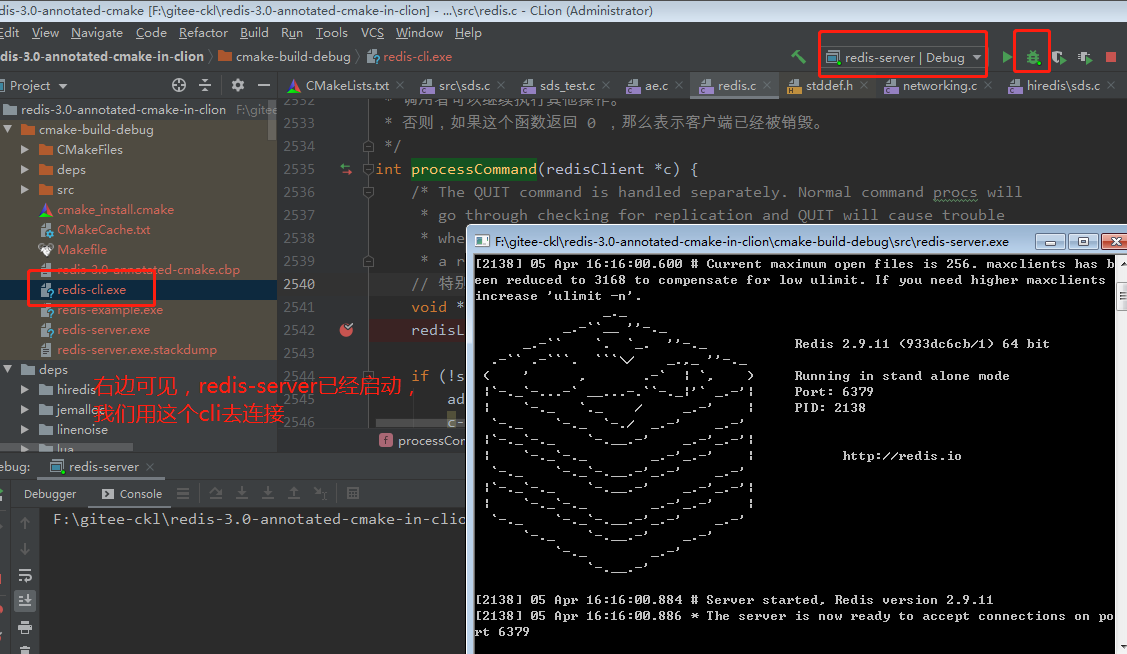 dis-3.0-annotated-cmake [F:\gitee-ckl\redis-3.0-annotated-cmake-in-clion] - ...\src\redis.c - CLion (Administrator)
Edit View Navigate Code Refactor Build Run Tools VCS Window Help
dis-3.0-annotated-cmake-in-clion cmake-build-debug redis-cli.exe
redis-server | Debug
Project
CMakeLists.txt src\sds.c sds_test.c ae.c redis.c stddef.h networking.c hiredis\sds.c
redis-3.0-annotated-cmake-in-clion F:\gitee
cmake-build-debug
CMakeFiles
deps
src
cmake_install.cmake
CMakeCache.txt
Makefile
redis-3.0-annotated-cmake.cbp
redis-cli.exe
redis-example.exe
redis-server.exe
redis-server.exe.stackdump
deps
hiredis
jemalloc
linenoise
lua
右边可见，redis-server已经启动，
我们用这个cli去连接
2532 * 调用者可以继续执行其他操作。
2533 * 否则，如果这个函数返回 0 ，那么表示客户端已经被销毁。
2534 */
2535 int processCommand(redisClient *c) {
2536 /* The QUIT command is handled separately. Normal command procs will
2537 * go through checking for replication and QUIT will cause trouble
2538 * whe
2539 * a r
2540 // 特别
2541 void *
2542 redisL
2543
2544 if (!s
2545 ad
2546 c-
f processCor
F:\gitee-ckl\redis-3.0-annotated-cmake-in-clion\cmake-build-debug\src\redis-server.exe
[2138] 05 Apr 16:16:00.600 # Current maximum open files is 256. maxclients has b
een reduced to 3168 to compensate for low ulimit. If you need higher maxclients
increase 'ulimit -n'.
Redis 2.9.11 (933dc6cb/1) 64 bit
Running in stand alone mode
Port: 6379
PID: 2138
http://redis.io
[2138] 05 Apr 16:16:00.884 # Server started, Redis version 2.9.11
[2138] 05 Apr 16:16:00.886 * The server is now ready to accept connections on po
rt 6379
ebug: redis-server
Debugger Console
F:\gitee-ckl\redis-3.0-annotated-cmake-in-clio